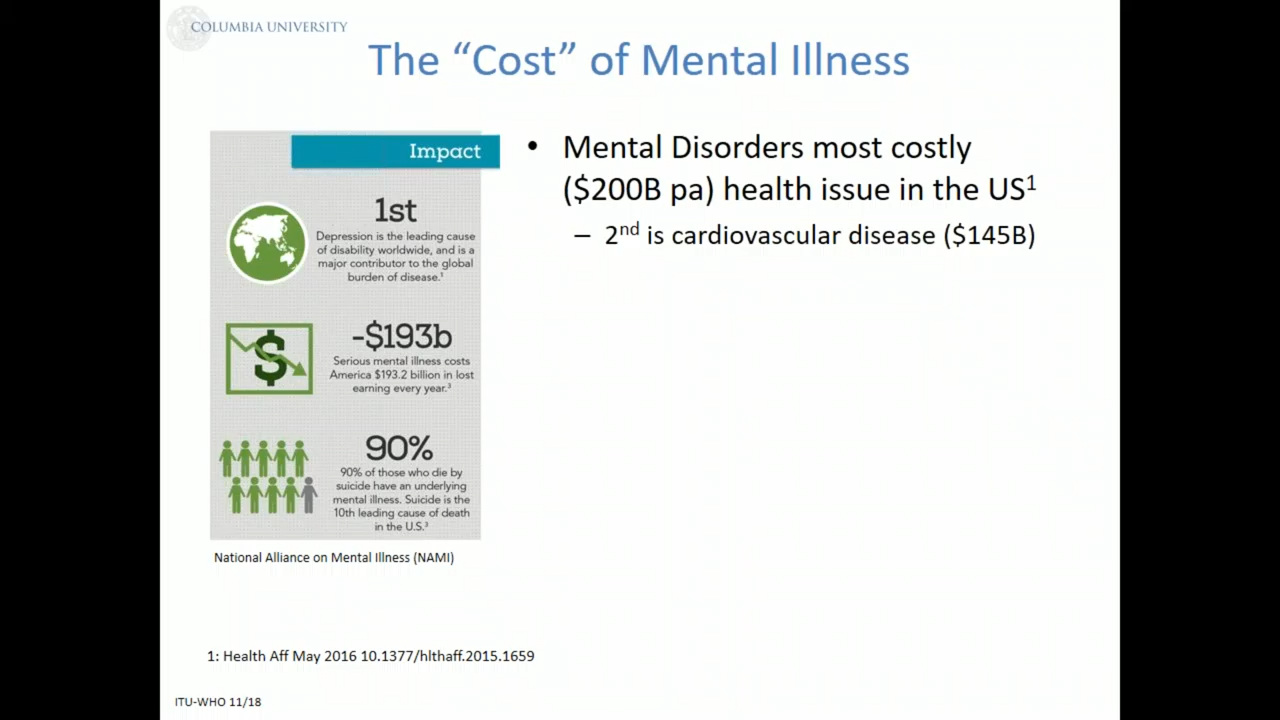 COLUMBIA UNIVERSITY
The “Cost” of Mental Illness
Impact
1st
Depression is the leading cause
of disability worldwide, and is a
major contributor to the global
burden of disease.¹
-$193b
Serious mental illness costs
America $193.2 billion in lost
earning every year.³
90%
90% of those who die by
suicide have an underlying
mental illness. Suicide is the
10th leading cause of death
in the U.S.³
National Alliance on Mental Illness (NAMI)
• Mental Disorders most costly
($200B pa) health issue in the US¹
– 2nd is cardiovascular disease ($145B)
1: Health Aff May 2016 10.1377/hlthaff.2015.1659
ITU-WHO 11/18